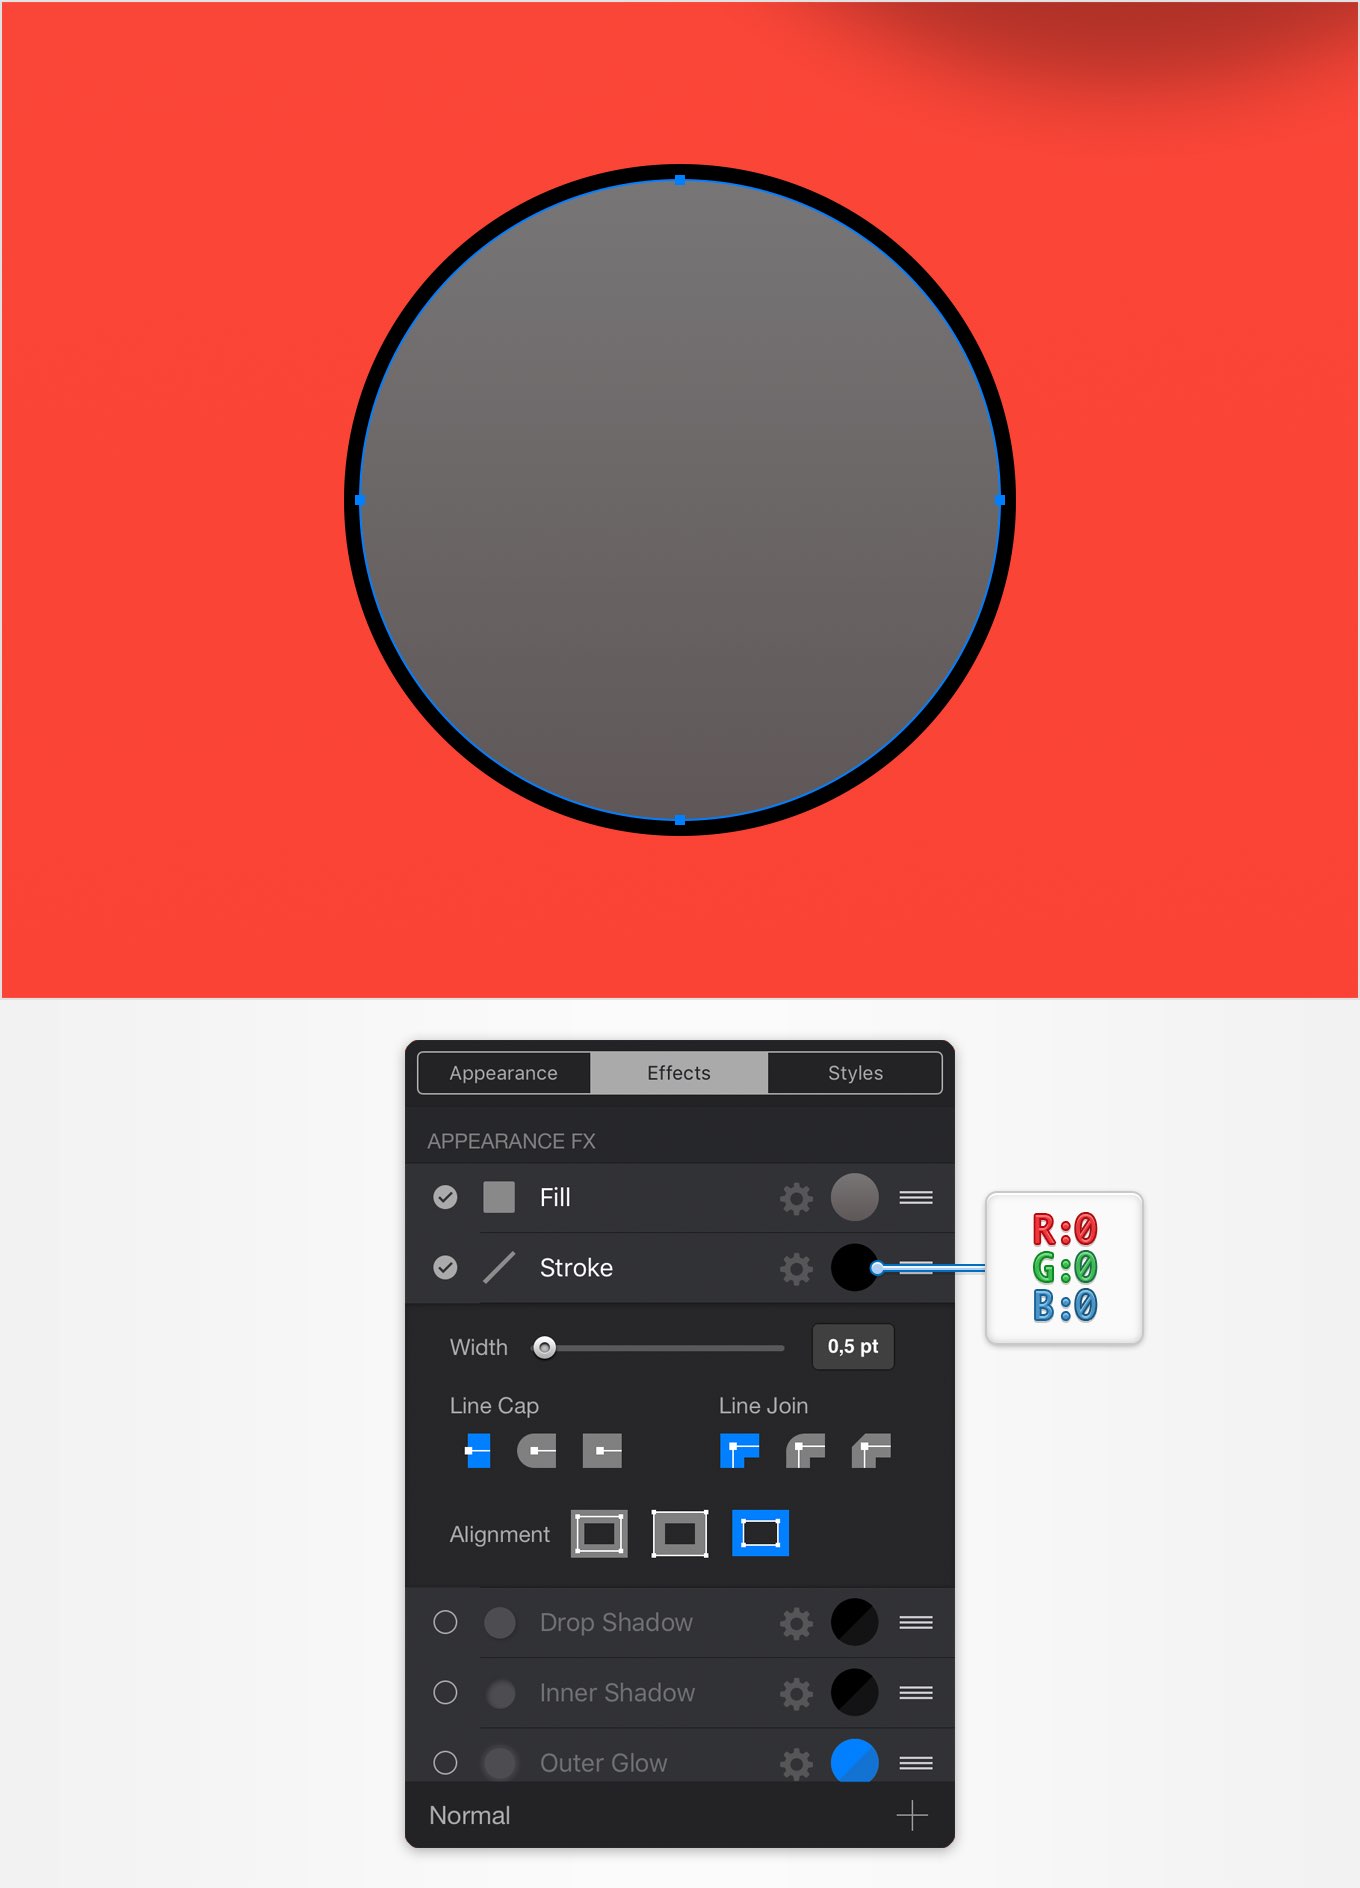 Appearance Effects Styles
APPEARANCE FX
Fill
Stroke
R:0
G:0
B:0
Width 0,5 pt
Line Cap Line Join
Alignment
Drop Shadow
Inner Shadow
Outer Glow
Normal